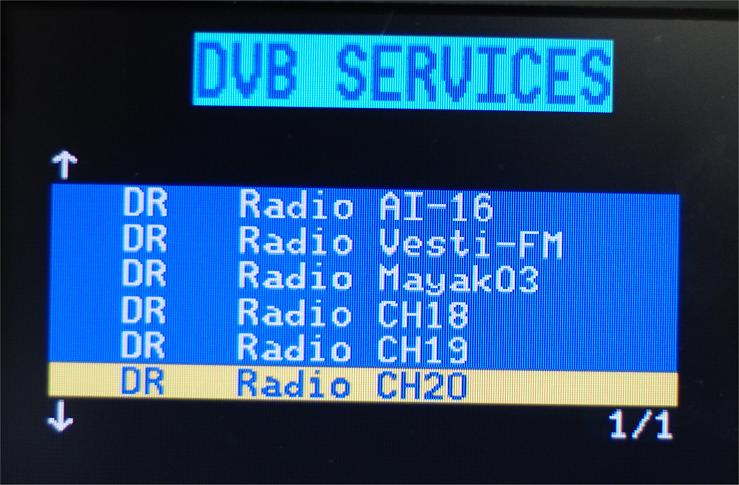 DVB SERVICES
↑
DR Radio AI-16
DR Radio Vesti-FM
DR Radio Mayak03
DR Radio CH18
DR Radio CH19
DR Radio CH20
↓ 1/1